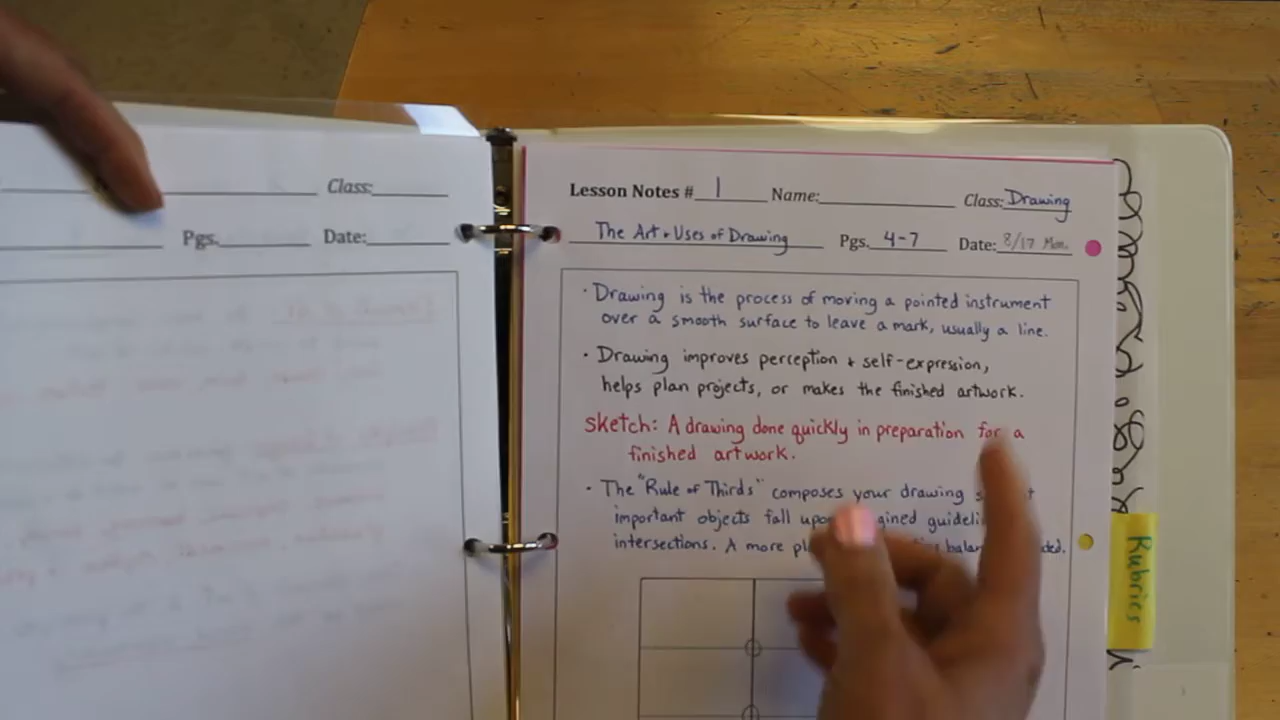 Class:
Pgs. Date:
Lesson Notes # 1 Name: Class: Drawing
The Art + Uses of Drawing Pgs. 4-7 Date: 8/17 Mon.
· Drawing is the process of moving a pointed instrument
over a smooth surface to leave a mark, usually a line.
· Drawing improves perception + self-expression,
helps plan projects, or makes the finished artwork.
Sketch: A drawing done quickly in preparation for a
finished artwork.
· The "Rule of Thirds" composes your drawing
important objects fall
intersections. A more
Rubrics